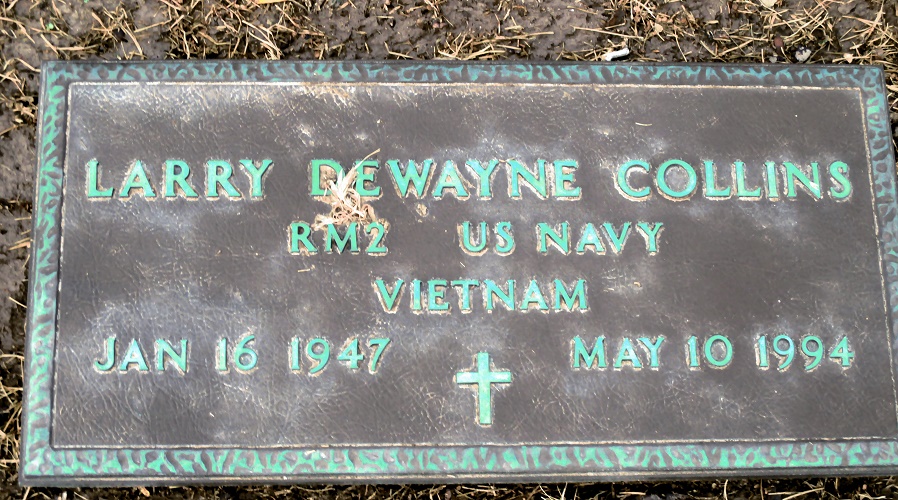 LARRY DEWAYNE COLLINS
RM2 US NAVY
VIETNAM
JAN 16 1947 MAY 10 1994